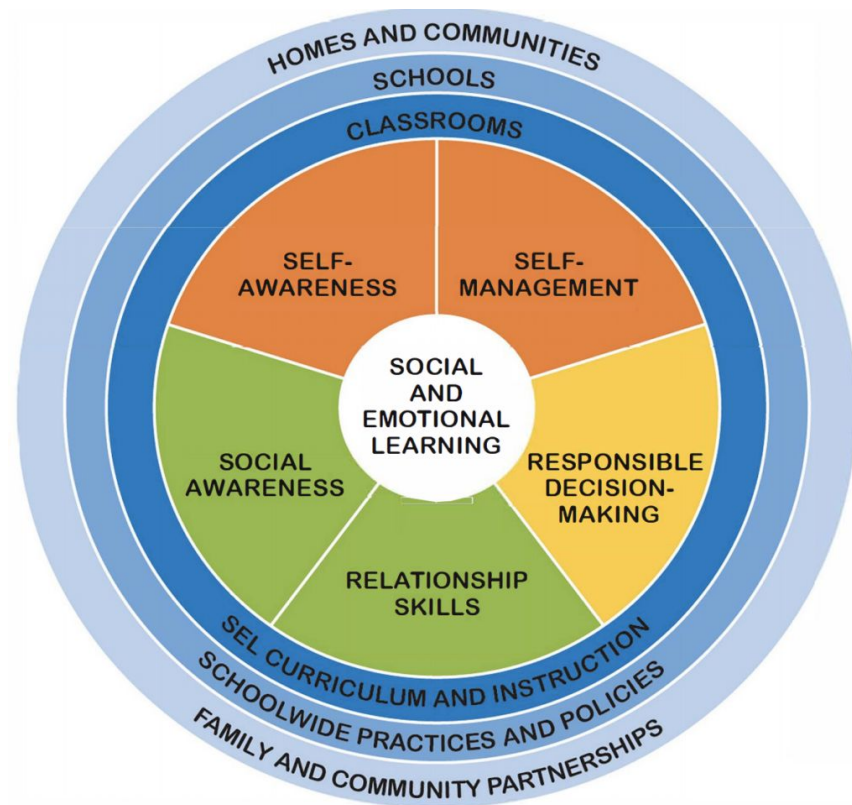 HOMES AND COMMUNITIES
SCHOOLS
CLASSROOMS
SELF-
AWARENESS
SELF-
MANAGEMENT
SOCIAL
AND
EMOTIONAL
LEARNING
SOCIAL
AWARENESS
RESPONSIBLE
DECISION-
MAKING
RELATIONSHIP
SKILLS
SEL CURRICULUM AND INSTRUCTION
SCHOOLWIDE PRACTICES AND POLICIES
FAMILY AND COMMUNITY PARTNERSHIPS